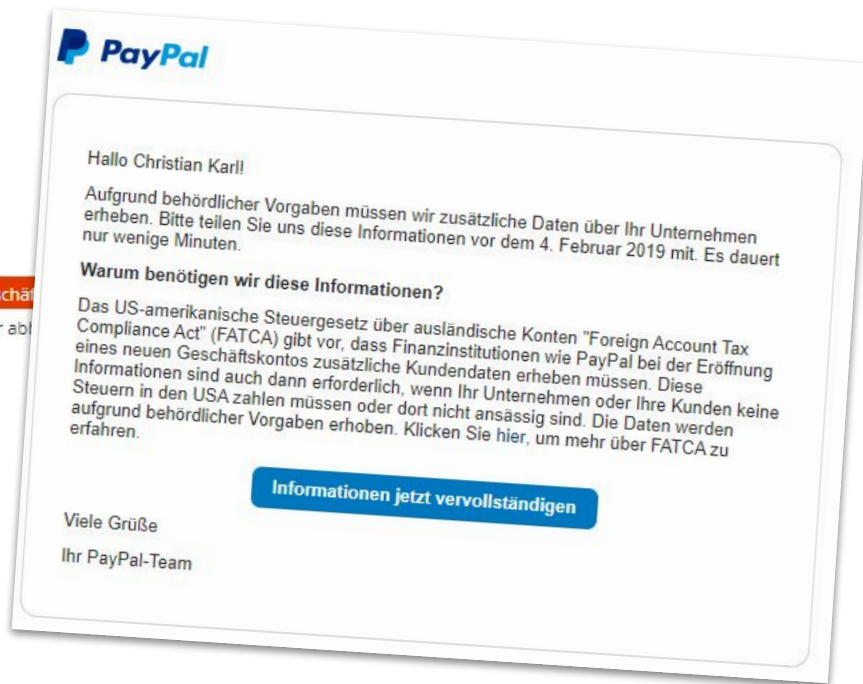 PayPal
Hallo Christian Karl!
Aufgrund behördlicher Vorgaben müssen wir zusätzliche Daten über Ihr Unternehmen
erheben. Bitte teilen Sie uns diese Informationen vor dem 4. Februar 2019 mit. Es dauert
nur wenige Minuten.
Warum benötigen wir diese Informationen?
Das US-amerikanische Steuergesetz über ausländische Konten "Foreign Account Tax
Compliance Act" (FATCA) gibt vor, dass Finanzinstitutionen wie PayPal bei der Eröffnung
eines neuen Geschäftskontos zusätzliche Kundendaten erheben müssen. Diese
Informationen sind auch dann erforderlich, wenn Ihr Unternehmen oder Ihre Kunden keine
Steuern in den USA zahlen müssen oder dort nicht ansässig sind. Die Daten werden
aufgrund behördlicher Vorgaben erhoben. Klicken Sie hier, um mehr über FATCA zu
erfahren.
Informationen jetzt vervollständigen
Viele Grüße
Ihr PayPal-Team